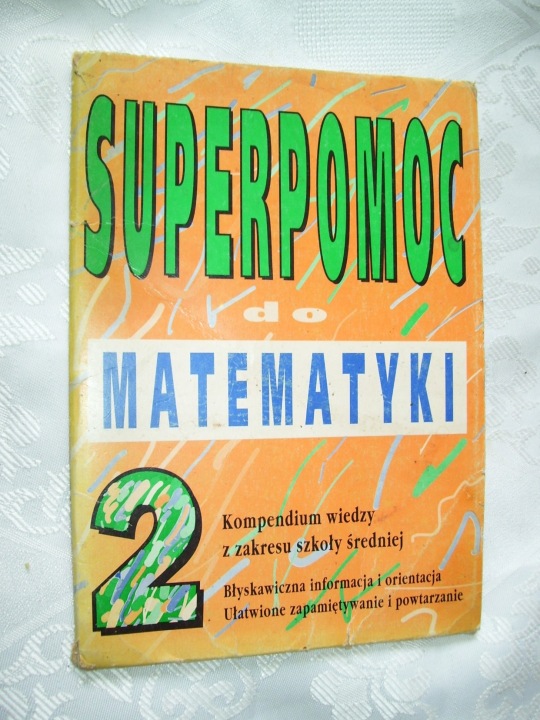 SUPERPOMOC
do
MATEMATYKI
2
Kompendium wiedzy
z zakresu szkoły średniej
Błyskawiczna informacja i orientacja
Ułatwione zapamiętywanie i powtarzanie